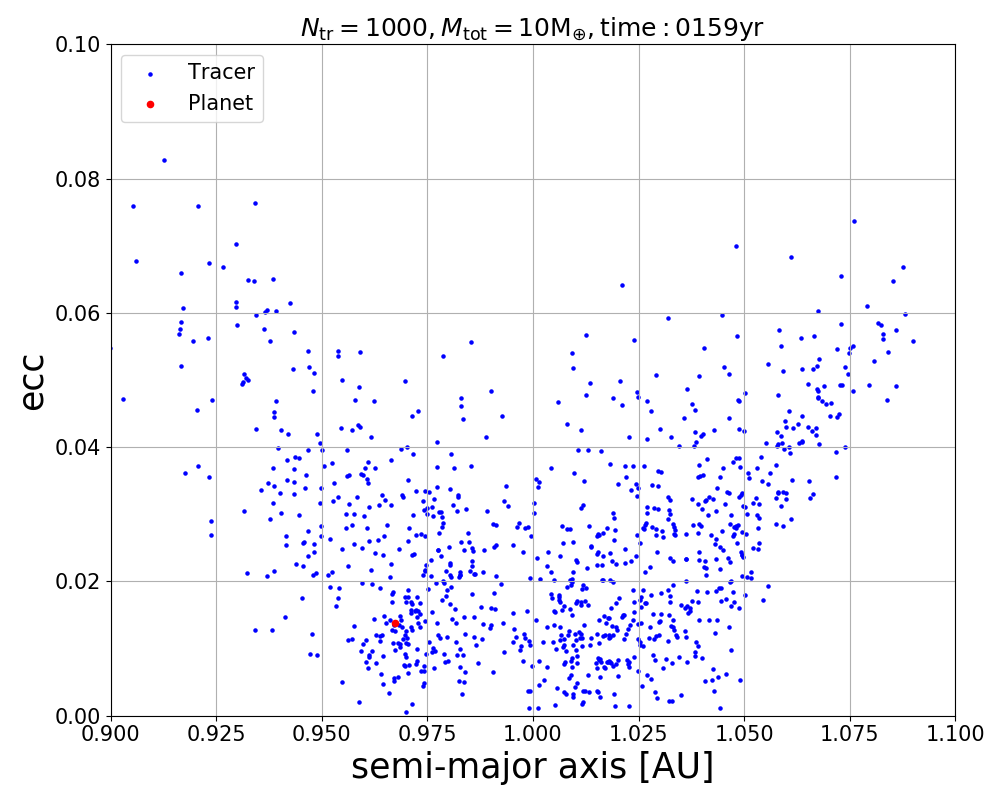 N_tr = 1000, M_tot = 10M_⊕, time : 0159yr
0.10
Tracer
Planet
0.08
0.06
ecc
0.04
0.02
0.00
0.900 0.925 0.950 0.975 1.000 1.025 1.050 1.075 1.100
semi-major axis [AU]